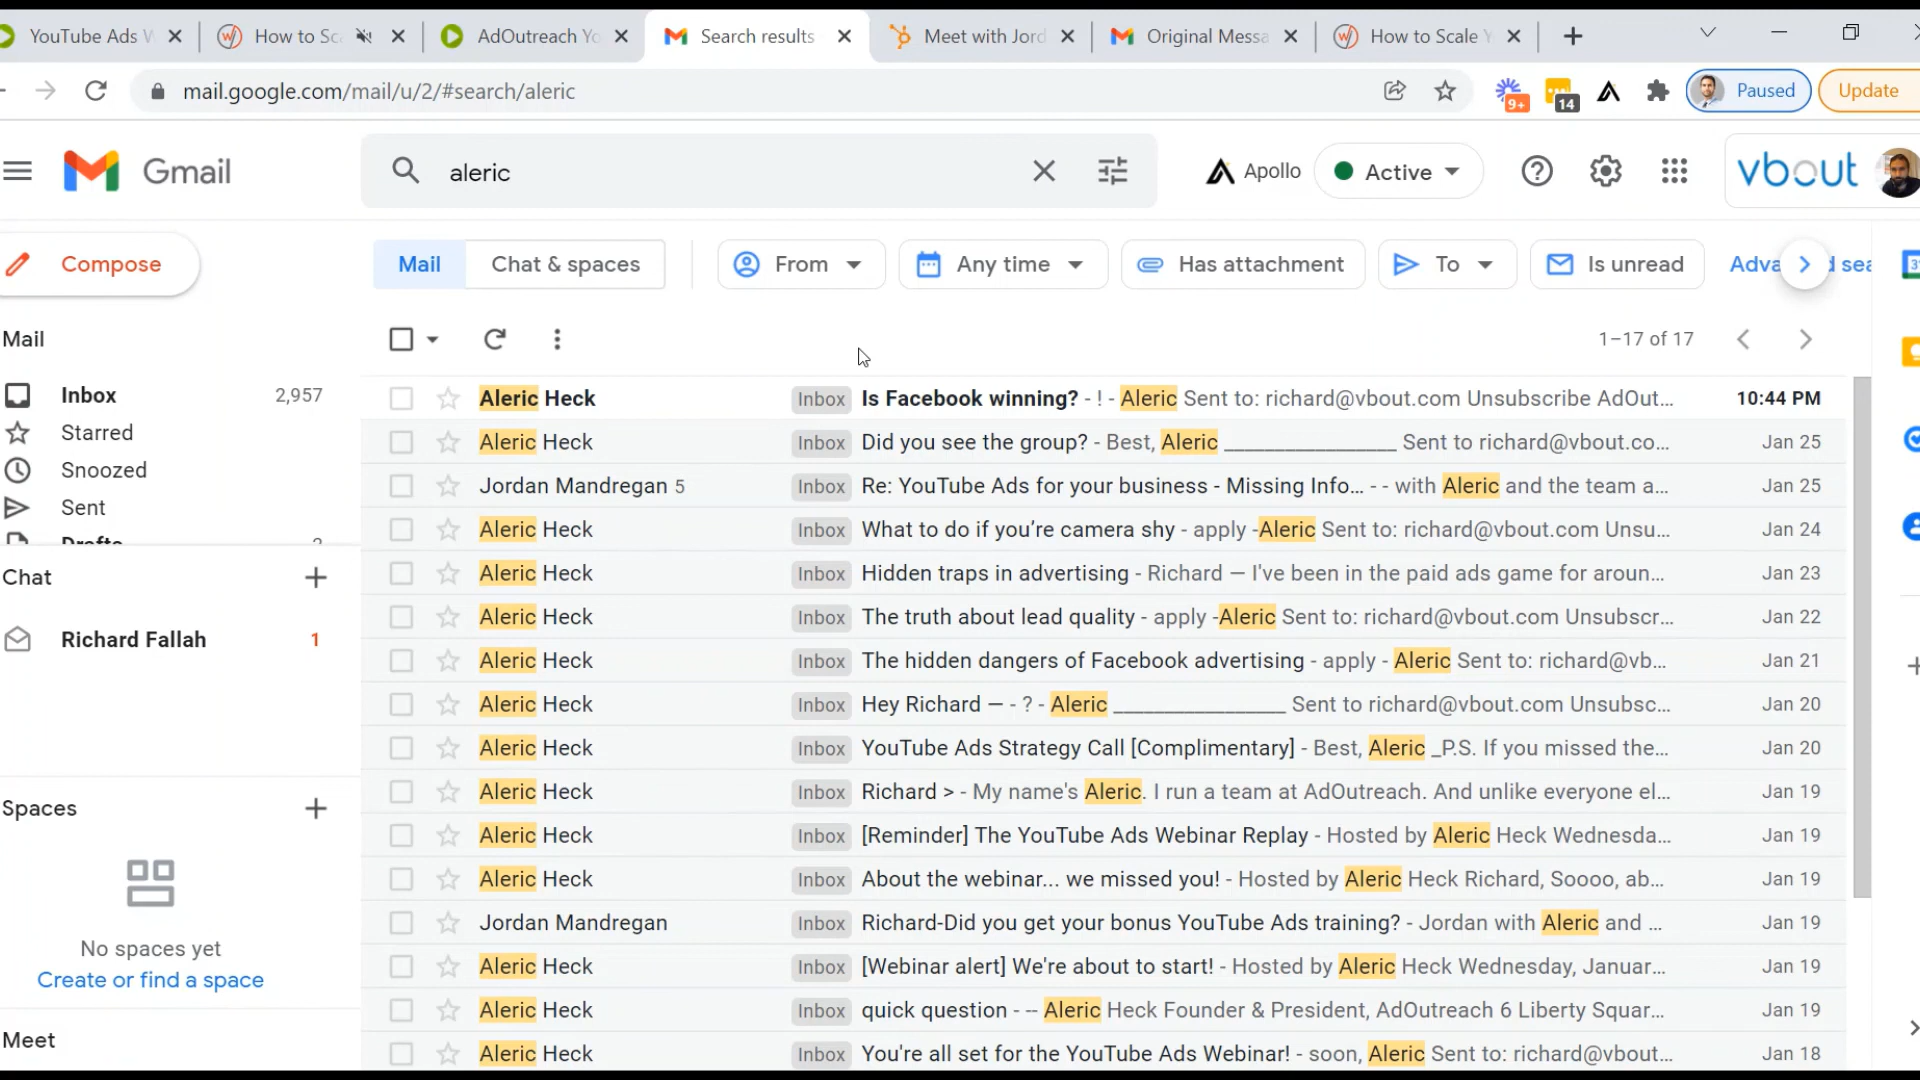 YouTube Ads W
How to Sc
AdOutreach Yo
Search results
Meet with Jord
Original Messa
How to Scale Y
mail.google.com/mail/u/2/#search/aleric
9+
14
Paused
Update
Gmail
aleric
Apollo
Active
vbout
Compose
Mail
Chat & spaces
From
Any time
Has attachment
To
Is unread
Adva
d sea
Mail
1–17 of 17
Inbox 2,957
Starred
Snoozed
Sent
Drafts
Chat
Richard Fallah 1
Spaces
No spaces yet
Create or find a space
Meet
Aleric Heck Inbox Is Facebook winning? - ! - Aleric Sent to: richard@vbout.com Unsubscribe AdOut... 10:44 PM
Aleric Heck Inbox Did you see the group? - Best, Aleric ________________ Sent to richard@vbout.co... Jan 25
Jordan Mandregan 5 Inbox Re: YouTube Ads for your business - Missing Info... - - with Aleric and the team a... Jan 25
Aleric Heck Inbox What to do if you’re camera shy - apply -Aleric Sent to: richard@vbout.com Unsu... Jan 24
Aleric Heck Inbox Hidden traps in advertising - Richard — I've been in the paid ads game for aroun... Jan 23
Aleric Heck Inbox The truth about lead quality - apply -Aleric Sent to: richard@vbout.com Unsubscr... Jan 22
Aleric Heck Inbox The hidden dangers of Facebook advertising - apply - Aleric Sent to: richard@vb... Jan 21
Aleric Heck Inbox Hey Richard — - ? - Aleric ________________ Sent to richard@vbout.com Unsubsc... Jan 20
Aleric Heck Inbox YouTube Ads Strategy Call [Complimentary] - Best, Aleric _P.S. If you missed the... Jan 20
Aleric Heck Inbox Richard > - My name's Aleric. I run a team at AdOutreach. And unlike everyone el... Jan 19
Aleric Heck Inbox [Reminder] The YouTube Ads Webinar Replay - Hosted by Aleric Heck Wednesda... Jan 19
Aleric Heck Inbox About the webinar... we missed you! - Hosted by Aleric Heck Richard, Soooo, ab... Jan 19
Jordan Mandregan Inbox Richard-Did you get your bonus YouTube Ads training? - Jordan with Aleric and ... Jan 19
Aleric Heck Inbox [Webinar alert] We're about to start! - Hosted by Aleric Heck Wednesday, Januar... Jan 19
Aleric Heck Inbox quick question - -- Aleric Heck Founder & President, AdOutreach 6 Liberty Squar... Jan 19
Aleric Heck Inbox You're all set for the YouTube Ads Webinar! - soon, Aleric Sent to: richard@vbout... Jan 18